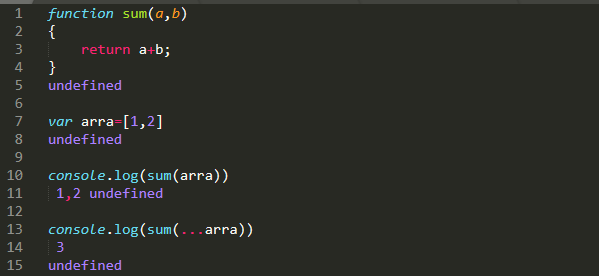 1 function sum(a,b)
2 {
3 return a+b;
4 }
5 undefined
6
7 var arra=[1,2]
8 undefined
9
10 console.log(sum(arra))
11 1,2 undefined
12
13 console.log(sum(...arra))
14 3
15 undefined